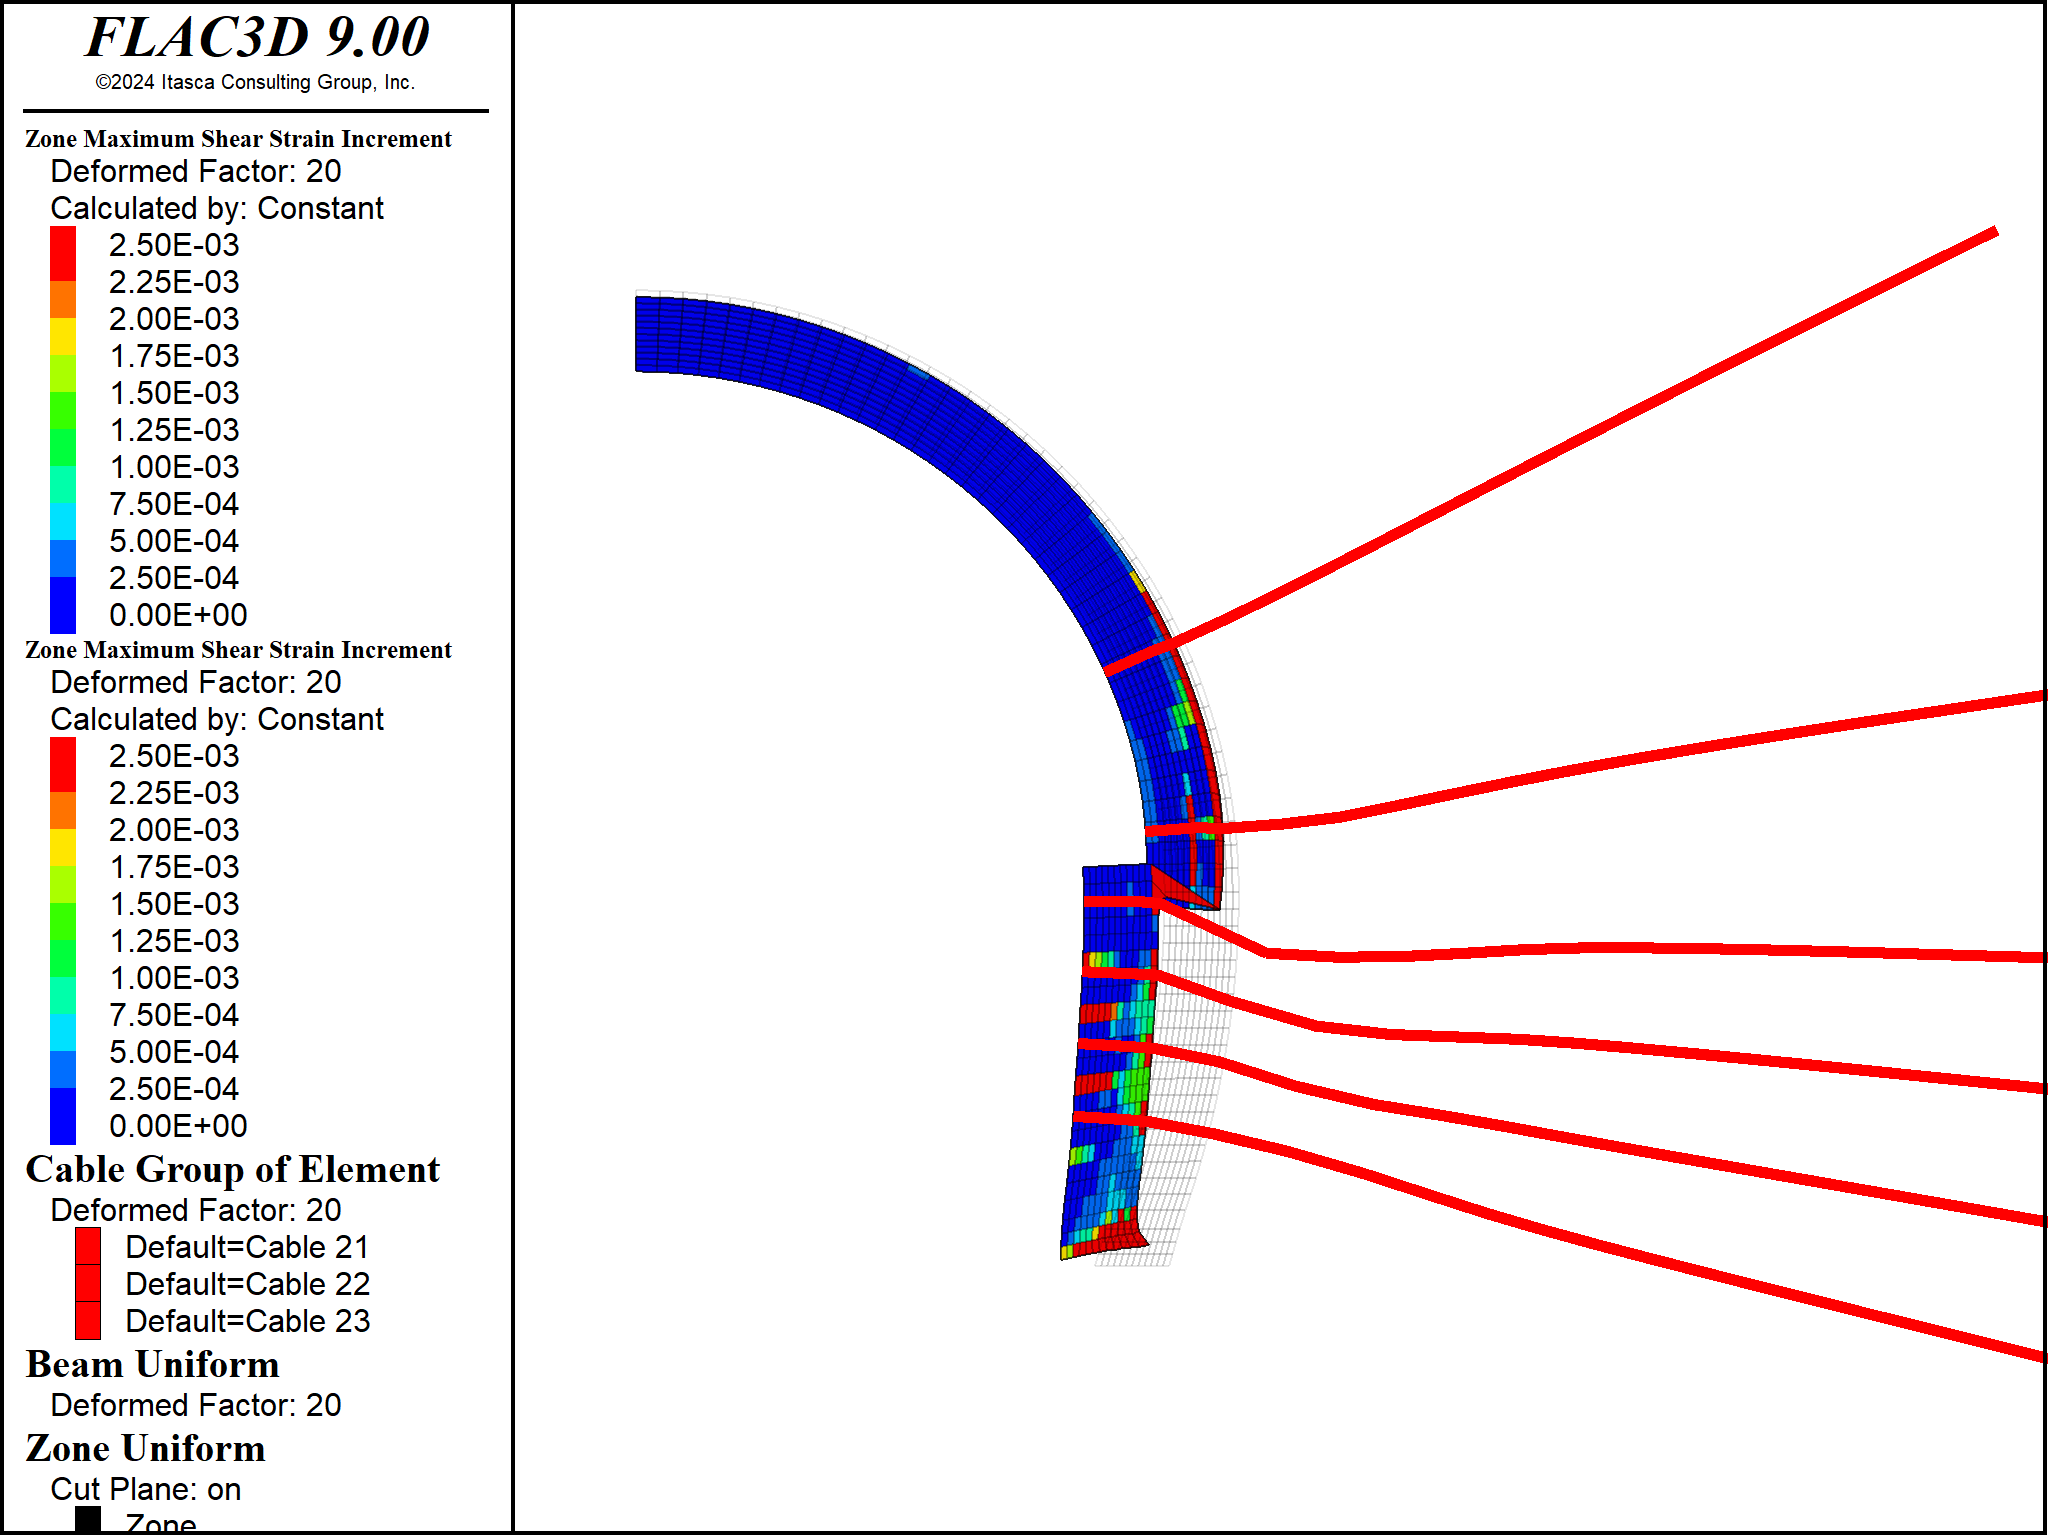 FLAC3D 9.00
©2024 Itasca Consulting Group, Inc.
Zone Maximum Shear Strain Increment
Deformed Factor: 20
Calculated by: Constant
2.50E-03
2.25E-03
2.00E-03
1.75E-03
1.50E-03
1.25E-03
1.00E-03
7.50E-04
5.00E-04
2.50E-04
0.00E+00
Zone Maximum Shear Strain Increment
Deformed Factor: 20
Calculated by: Constant
2.50E-03
2.25E-03
2.00E-03
1.75E-03
1.50E-03
1.25E-03
1.00E-03
7.50E-04
5.00E-04
2.50E-04
0.00E+00
Cable Group of Element
Deformed Factor: 20
Default=Cable 21
Default=Cable 22
Default=Cable 23
Beam Uniform
Deformed Factor: 20
Zone Uniform
Cut Plane: on
Zone